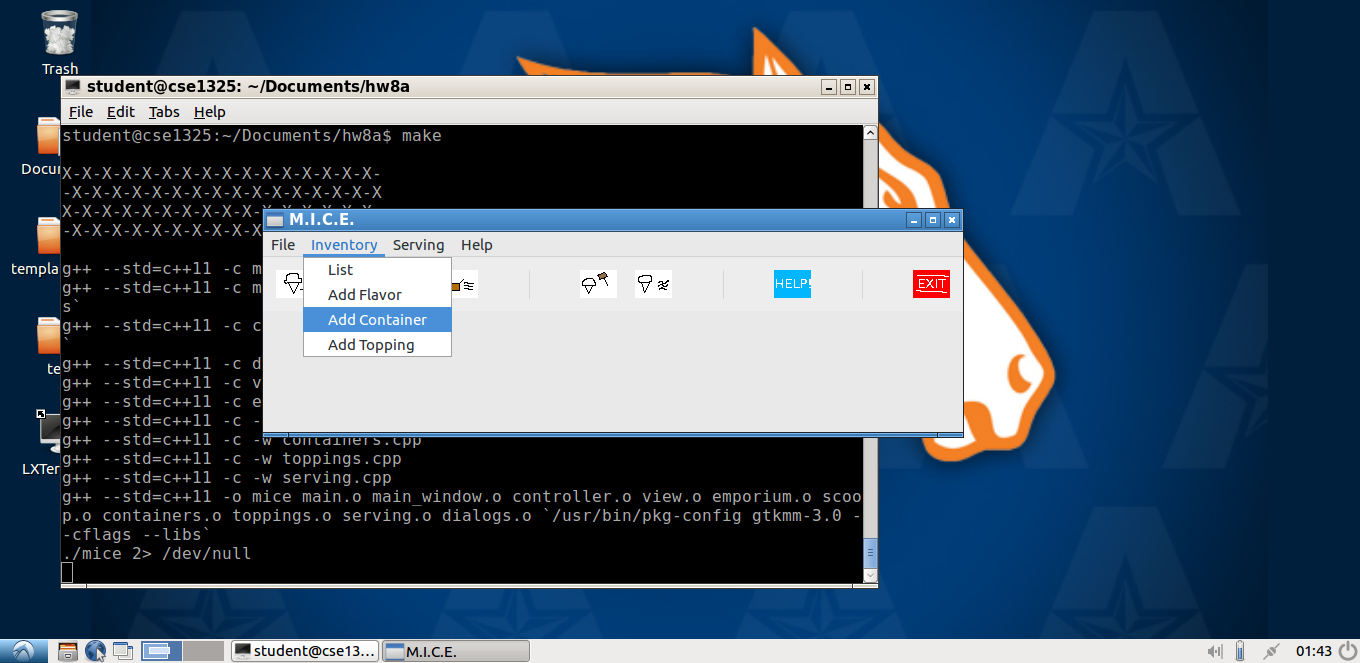 Trash
student@cse1325: ~/Documents/hw8a
File Edit Tabs Help
student@cse1325:~/Documents/hw8a$ make
X-X-X-X-X-X-X-X-X-X-X-X-X-X-X-X-
-X-X-X-X-X-X-X-X-X-X-X-X-X-X-X-X
X-X-X-X-X-X-X-X-X-X-
-X-X-X-X-X-X-X-X-X-X
M.I.C.E.
File Inventory Serving Help
List
Add Flavor
Add Container
Add Topping
HELP!
EXIT
g++ --std=c++11 -c m
g++ --std=c++11 -c m
s`
g++ --std=c++11 -c c
`
g++ --std=c++11 -c d
g++ --std=c++11 -c v
g++ --std=c++11 -c e
g++ --std=c++11 -c -
g++ --std=c++11 -c -w containers.cpp
g++ --std=c++11 -c -w toppings.cpp
g++ --std=c++11 -c -w serving.cpp
g++ --std=c++11 -o mice main.o main_window.o controller.o view.o emporium.o scoo
p.o containers.o toppings.o serving.o dialogs.o `/usr/bin/pkg-config gtkmm-3.0 -
-cflags --libs`
./mice 2> /dev/null
Docu
templa
te
LXTer
student@cse13...
M.I.C.E.
01:43